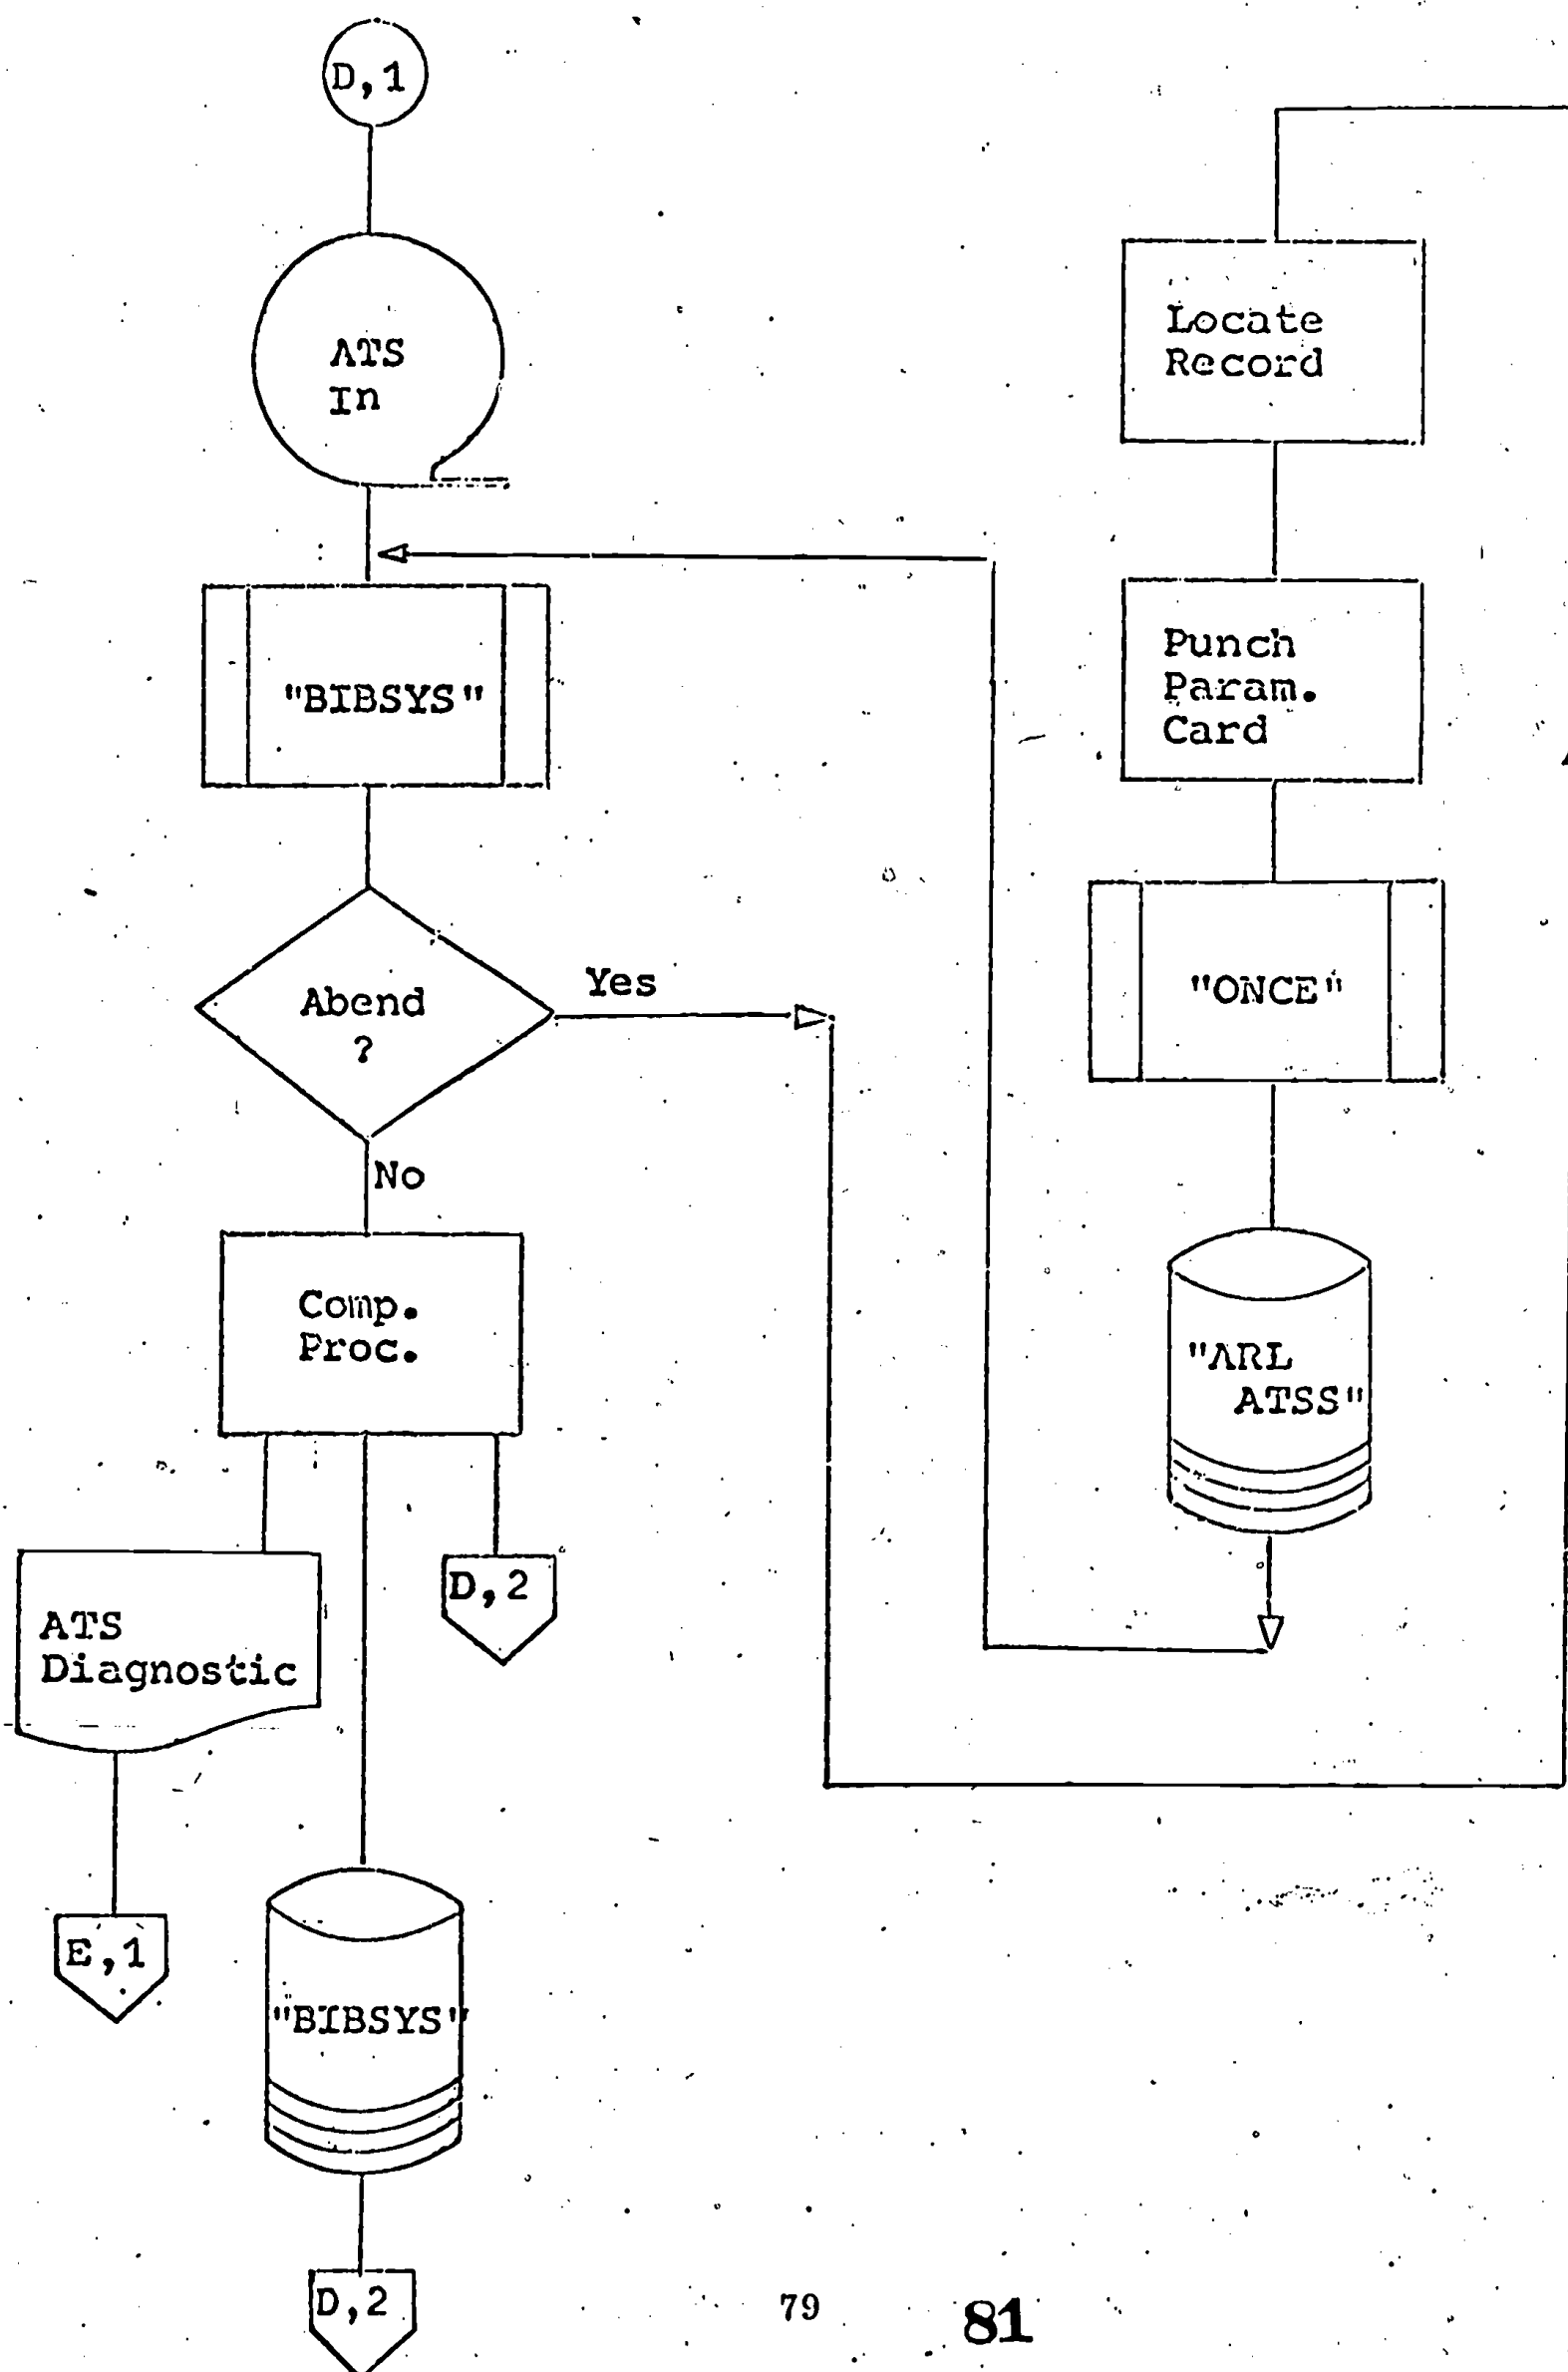 D,1
ATS
In
"BIBSYS"
Abend
?
Yes
No
Comp.
Proc.
ATS
Diagnostic
D,2
E,1
"BIBSYS"
D,2
Locate
Record
Punch
Param.
Card
"ONCE"
"ARL
ATSS"
79
81